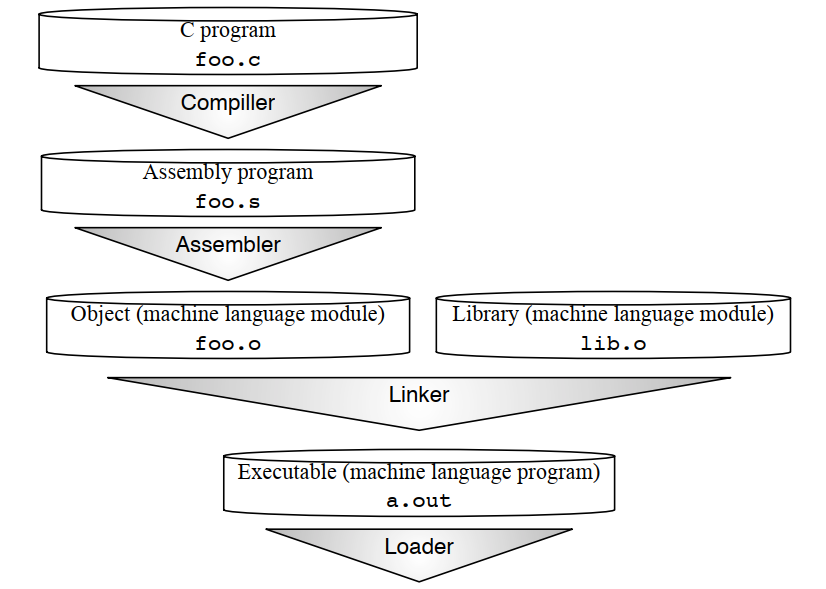 C program
foo.c
Compiller
Assembly program
foo.s
Assembler
Object (machine language module)
foo.o
Library (machine language module)
lib.o
Linker
Executable (machine language program)
a.out
Loader